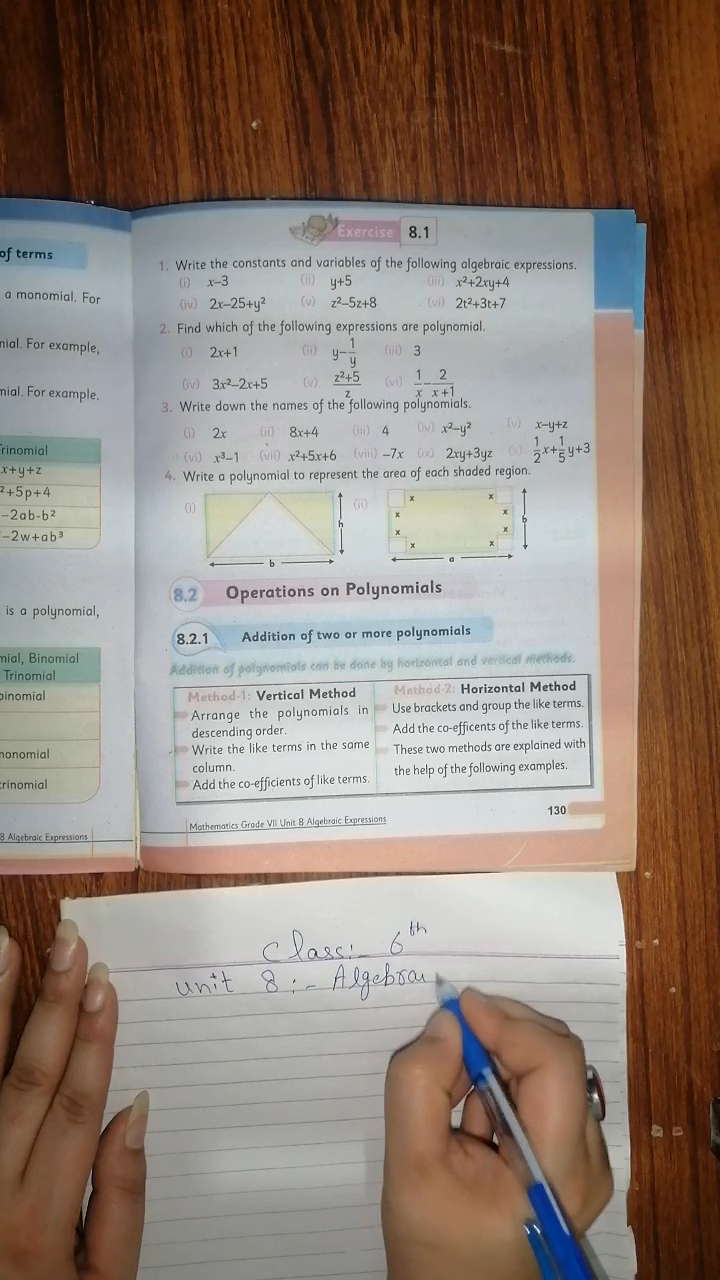 of terms
a monomial. For
mial. For example,
mial. For example.
Trinomial
x+y+z
²+5p+4
-2ab-b²
-2w+ab³
is a polynomial,
mial, Binomial
Trinomial
binomial
monomial
trinomial
8 Algebraic Expressions
Exercise 8.1
1. Write the constants and variables of the following algebraic expressions.
(i) x−3 (ii) y+5 (iii) x²+2xy+4
(iv) 2x−25+y² (v) z²−5z+8 (vi) 2t²+3t+7
2. Find which of the following expressions are polynomial.
(i) 2x+1 (ii) y−1/y (iii) 3
(iv) 3x²−2x+5 (v) z²+5/z (vi) 1/x−2/x+1
3. Write down the names of the following polynomials.
(i) 2x (ii) 8x+4 (iii) 4 (iv) x²−y² (v) x−y+z
(vi) x³−1 (vii) x²+5x+6 (viii) −7x (ix) 2xy+3yz (x) 1/2x+1/5y+3
4. Write a polynomial to represent the area of each shaded region.
(i) h b (ii) x x x x x x x x b a
8.2 Operations on Polynomials
8.2.1 Addition of two or more polynomials
Addition of polynomials can be done by horizontal and vertical methods.
Method-1: Vertical Method
Arrange the polynomials in
descending order.
Write the like terms in the same
column.
Add the co-efficients of like terms.
Method-2: Horizontal Method
Use brackets and group the like terms.
Add the co-efficents of the like terms.
These two methods are explained with
the help of the following examples.
Mathematics Grade VII Unit 8 Algebraic Expressions
130
Class:- 6th
Unit 8:- Algebrai